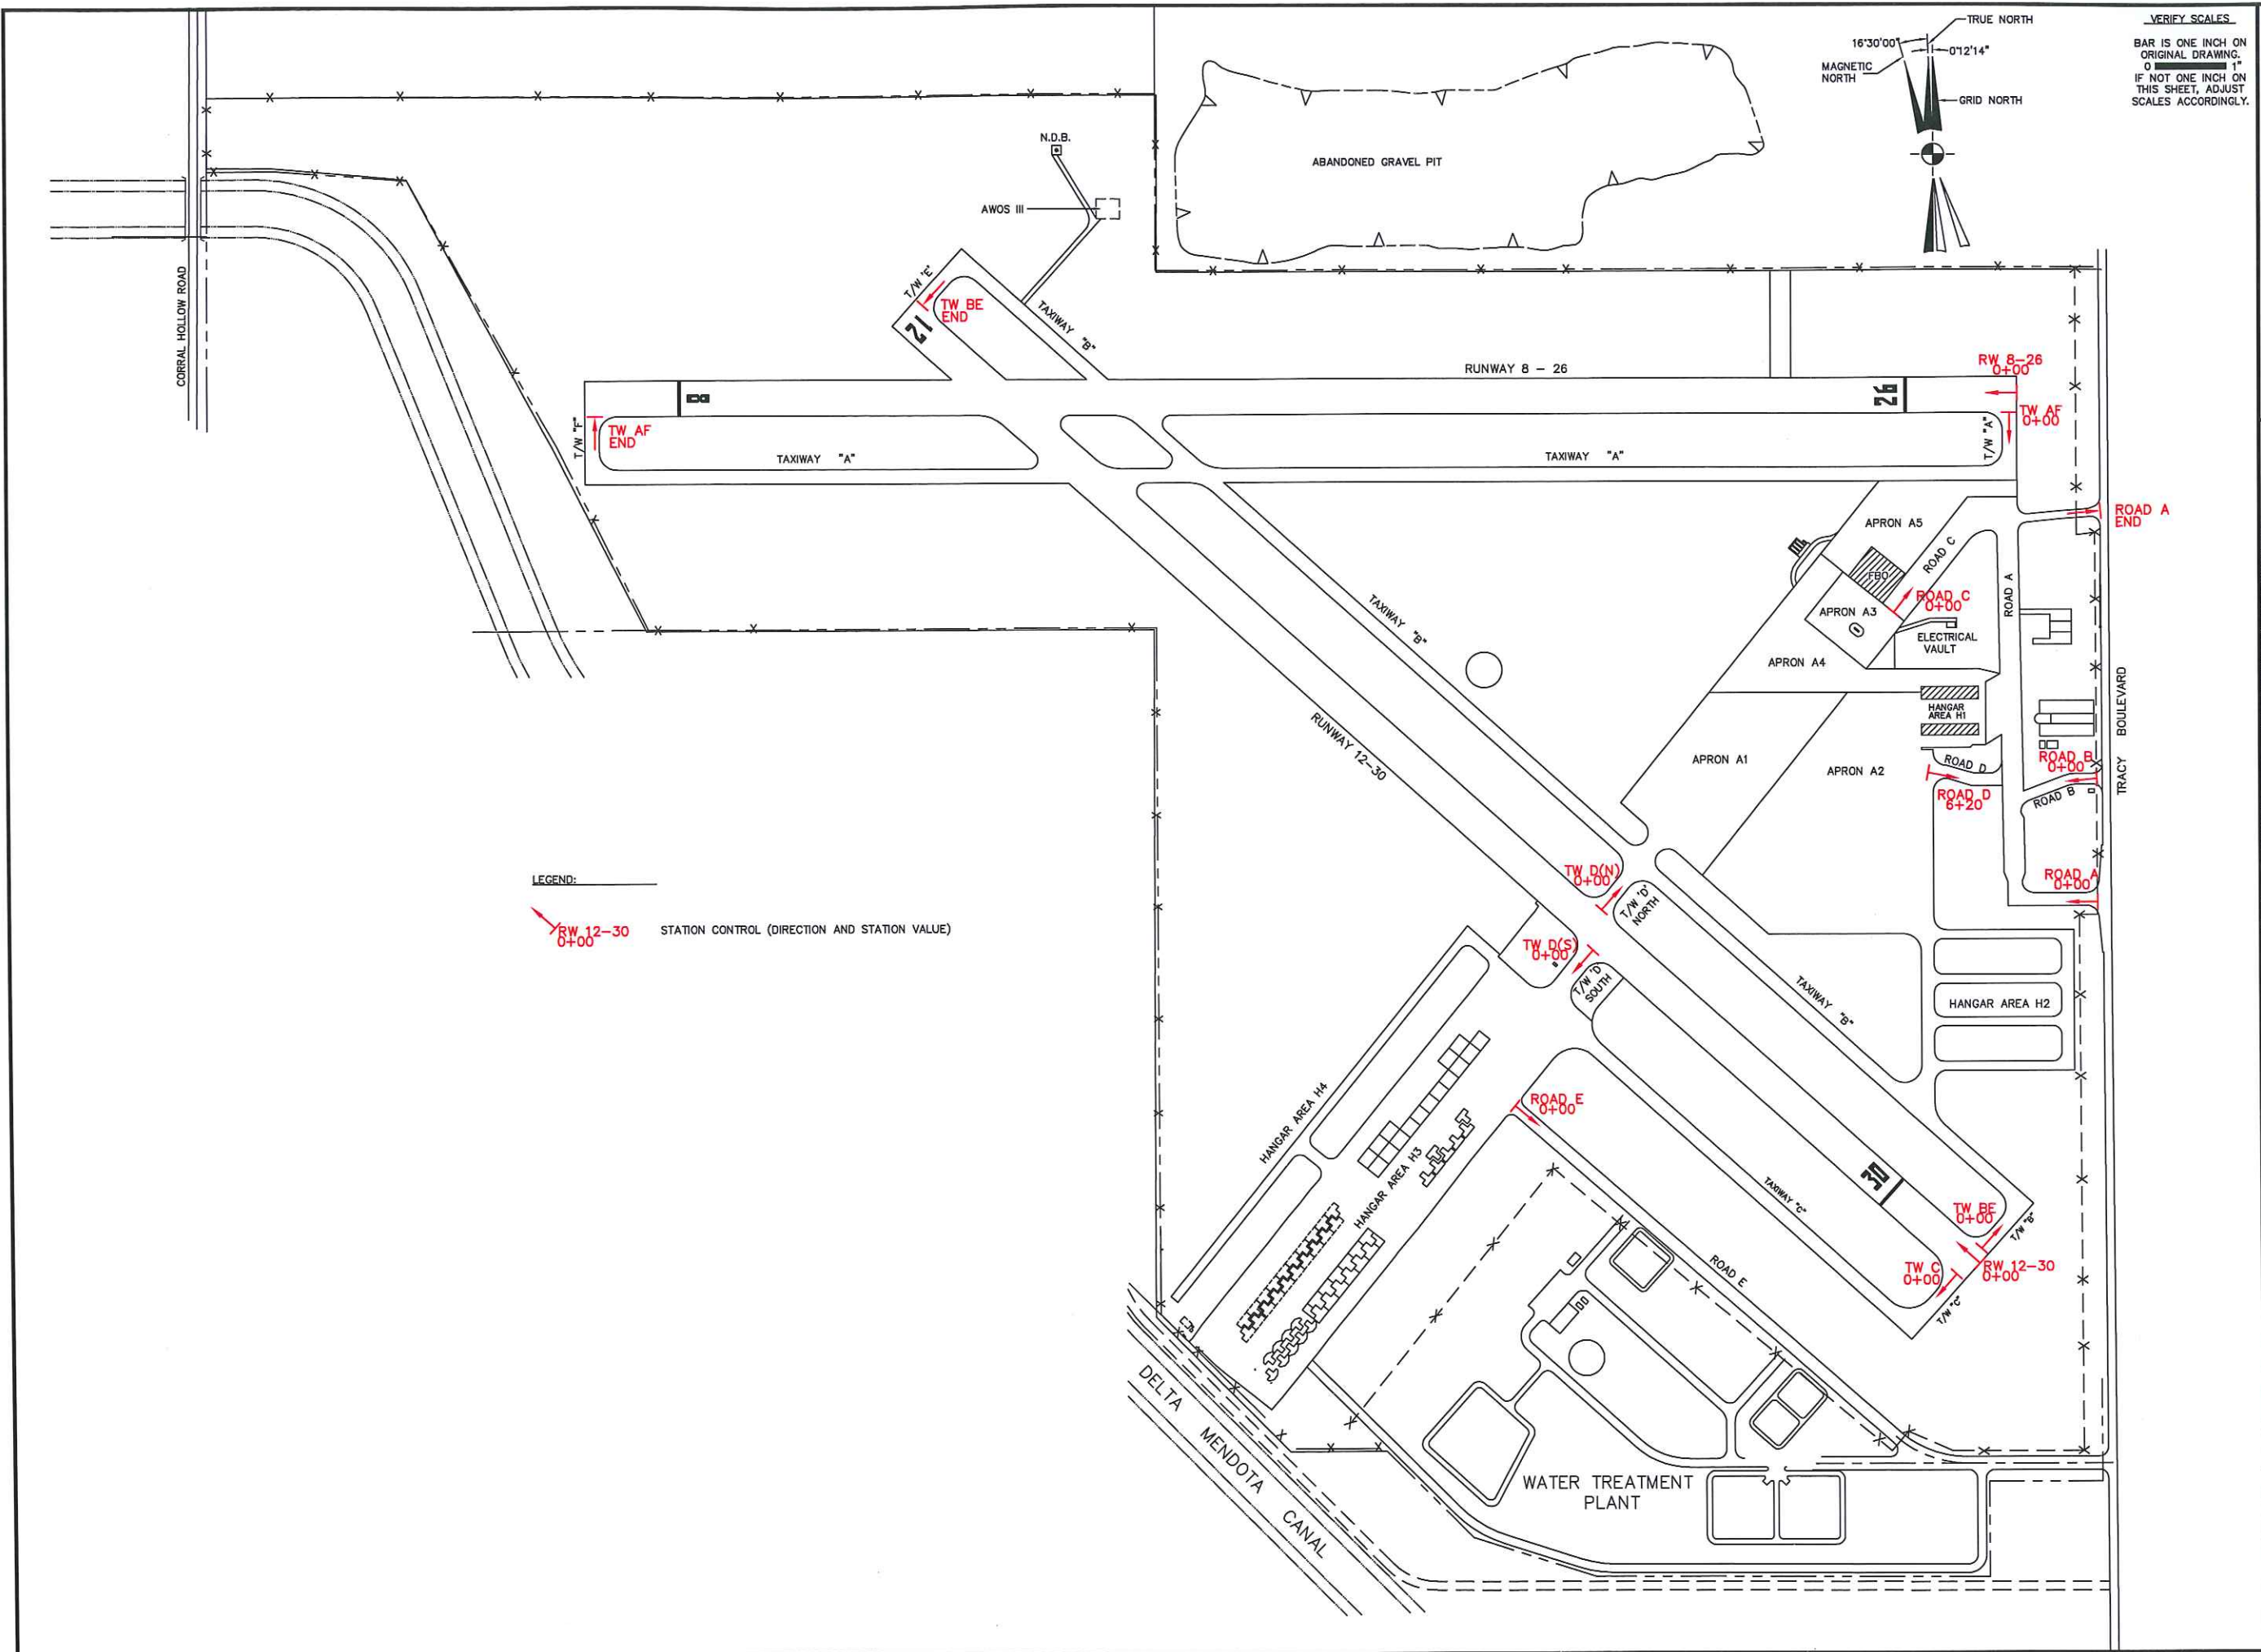 TRUE NORTH
16°30'00"
0°12'14"
MAGNETIC
NORTH
GRID NORTH
VERIFY SCALES
BAR IS ONE INCH ON
ORIGINAL DRAWING.
0 1"
IF NOT ONE INCH ON
THIS SHEET, ADJUST
SCALES ACCORDINGLY.
N.D.B.
AWOS III
ABANDONED GRAVEL PIT
CORRAL HOLLOW ROAD
T/W 'E'
TW BE
END
12
TAXIWAY "B"
RUNWAY 8 - 26
RW 8-26
0+00
8
26
TW AF
0+00
T/W "F"
TW AF
END
TAXIWAY "A"
TAXIWAY "A"
T/W "A"
ROAD A
END
APRON A5
ROAD C
FBO
ROAD C
0+00
APRON A3
ROAD A
ELECTRICAL
VAULT
APRON A4
TAXIWAY "B"
HANGAR
AREA H1
TRACY BOULEVARD
RUNWAY 12-30
APRON A1
APRON A2
ROAD D
ROAD B
0+00
ROAD D
6+20
ROAD B
ROAD A
0+00
LEGEND:
RW 12-30
0+00
STATION CONTROL (DIRECTION AND STATION VALUE)
TW D(N)
0+00
T/W 'D'
NORTH
TW D(S)
0+00
T/W 'D
SOUTH
TAXIWAY "B"
HANGAR AREA H2
HANGAR AREA H4
ROAD E
0+00
HANGAR AREA H3
30
TAXIWAY "C"
TW BE
0+00
T/W "B"
ROAD E
TW C
0+00
RW 12-30
0+00
T/W "C"
DELTA MENDOTA CANAL
WATER TREATMENT
PLANT